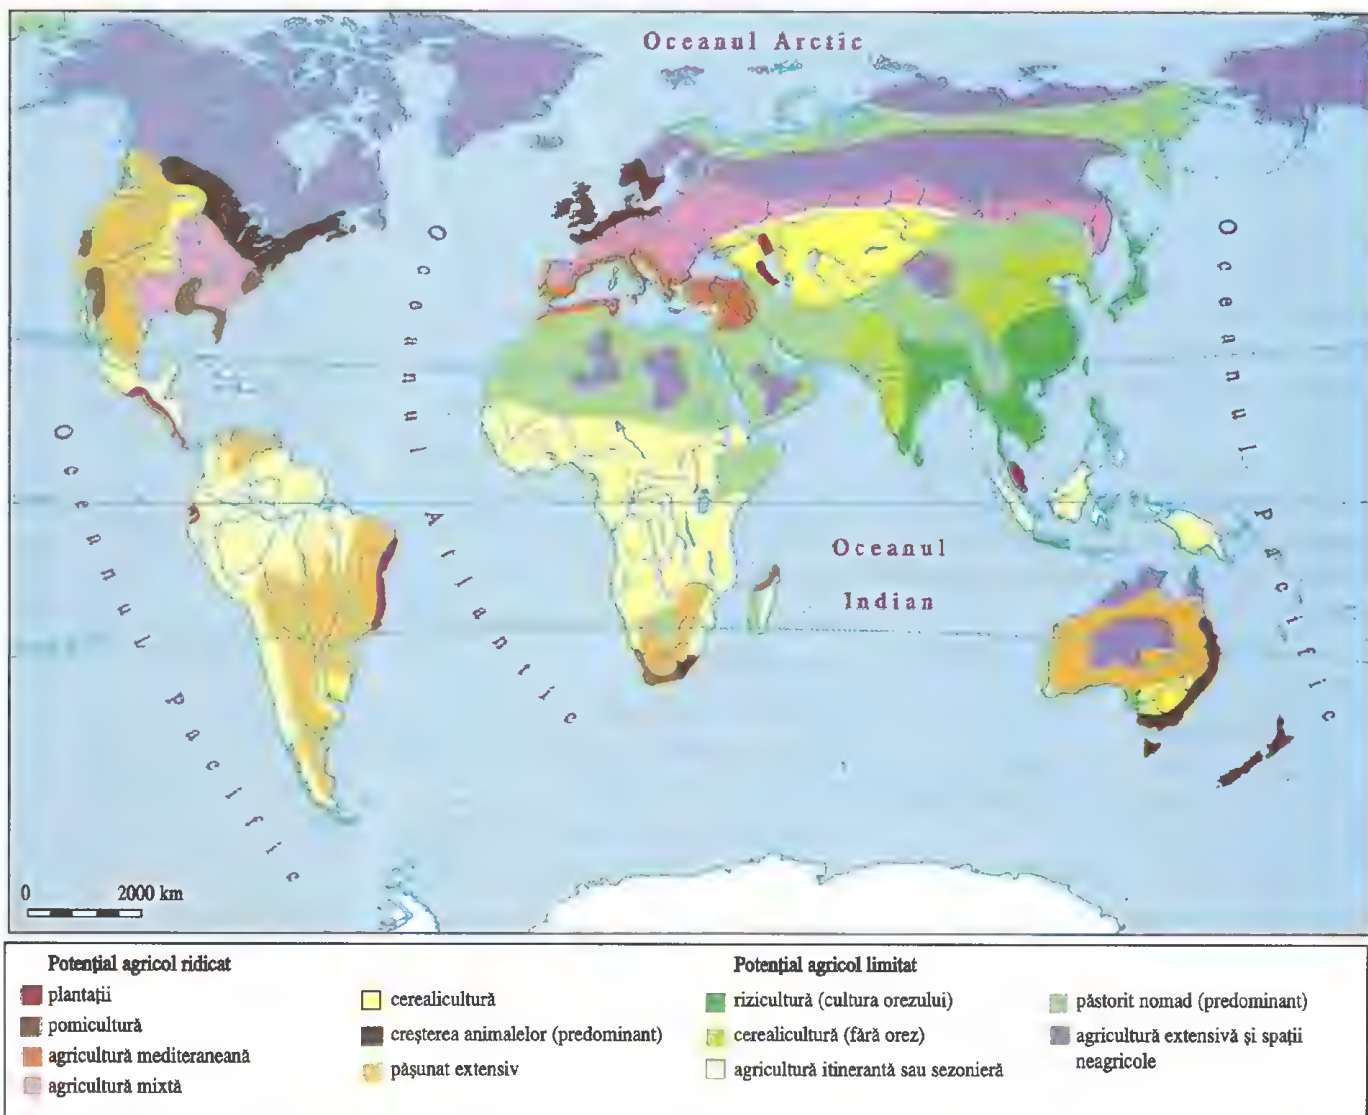 Oceanul Arctic
Oceanul Atlantic
Oceanul Pacific
Oceanul Pacific
Oceanul
Indian
0 2000 km
Potențial agricol ridicat
plantații
pomicultură
agricultură mediteraneană
agricultură mixtă
cerealicultură
creșterea animalelor (predominant)
pășunat extensiv
Potențial agricol limitat
rizicultură (cultura orezului)
cerealicultură (fără orez)
agricultură itinerantă sau sezonieră
păstorit nomad (predominant)
agricultură extensivă și spații
neagricole